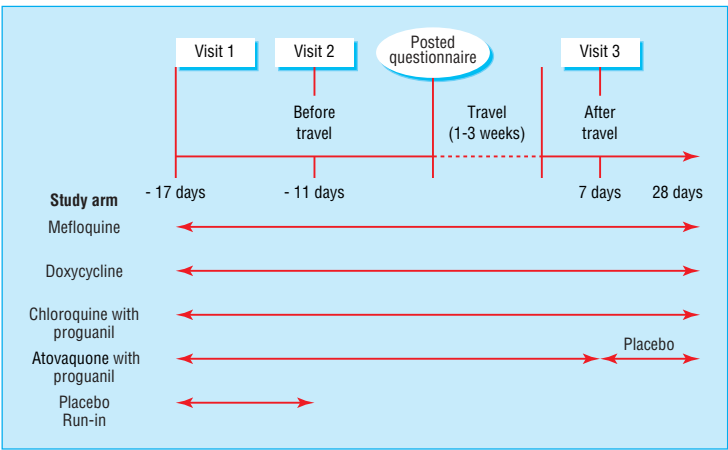 Visit 1
Visit 2
Posted
questionnaire
Visit 3
Before
travel
Travel
(1-3 weeks)
After
travel
- 17 days
- 11 days
7 days
28 days
Study arm
Mefloquine
Doxycycline
Chloroquine with
proguanil
Atovaquone with
proguanil
Placebo
Placebo
Run-in